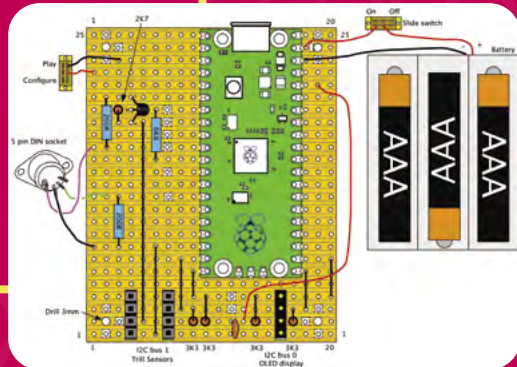 1
2K7
20
On Off
Slide switch
25
25
Play
Configure
+
Battery
AAA
AAA
AAA
5 pin DIN socket
Drill 3mm
1
1
1
20
I2C bus 1
Trill Sensors
3K3 3K3
3K3
3K3
I2C bus 0
OLED display